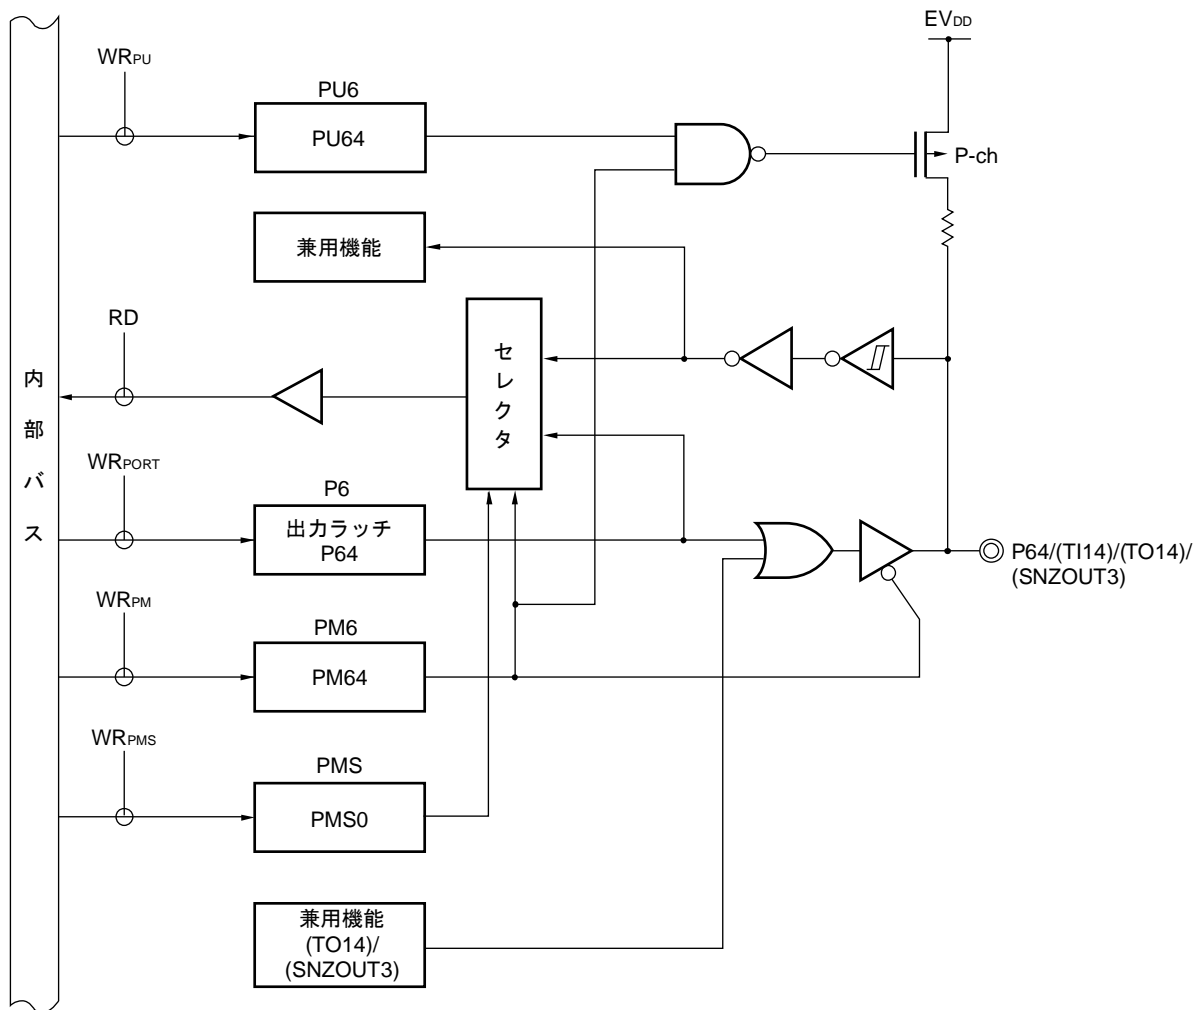 EVDD
WRPU
PU6
PU64
P-ch
兼用機能
RD
セレクタ
内部バス
WRPORT
P6
出力ラッチ
P64
P64/(TI14)/(TO14)/
(SNZOUT3)
WRPM
PM6
PM64
WRPMS
PMS
PMS0
兼用機能
(TO14)/
(SNZOUT3)